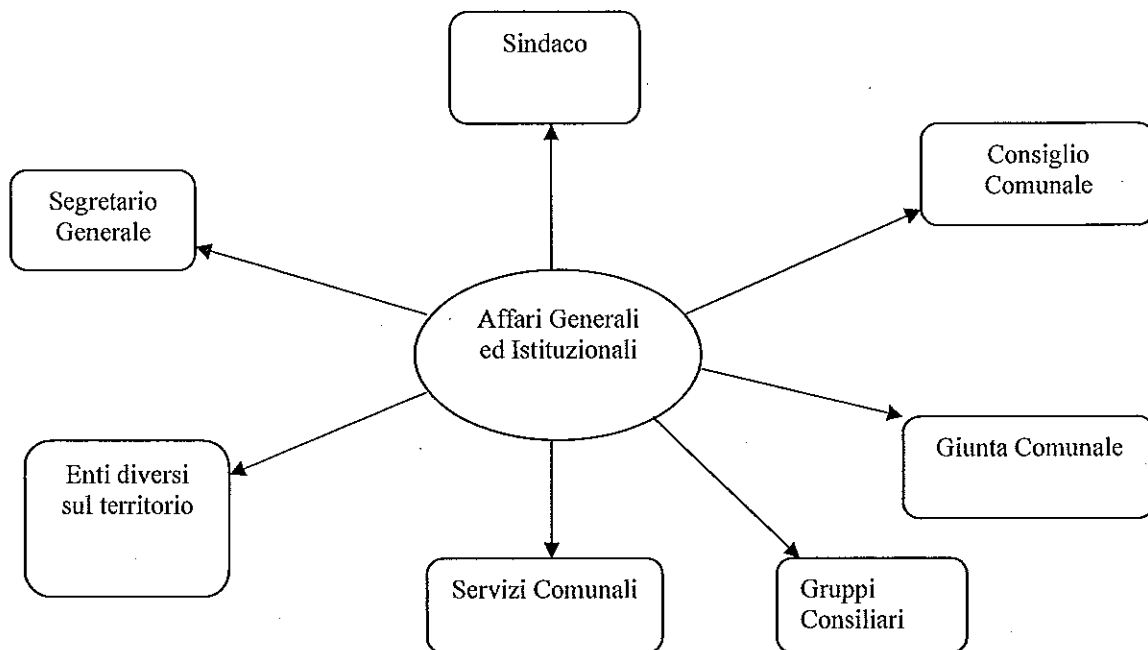 Sindaco
Consiglio
Comunale
Segretario
Generale
Affari Generali
ed Istituzionali
Giunta Comunale
Enti diversi
sul territorio
Servizi Comunali
Gruppi
Consiliari